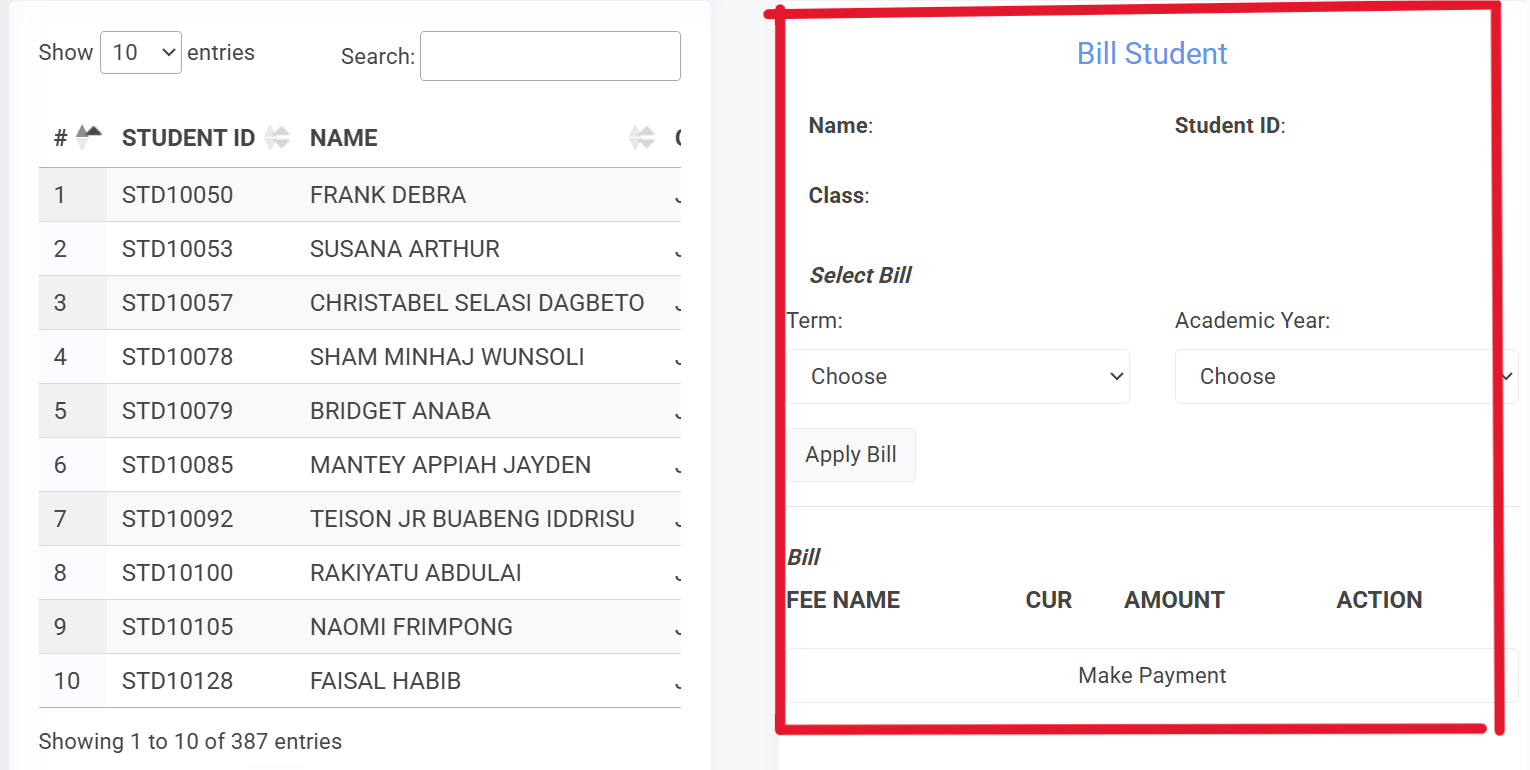 Show 10 entries
Search:
# STUDENT ID NAME
1 STD10050 FRANK DEBRA
2 STD10053 SUSANA ARTHUR
3 STD10057 CHRISTABEL SELASI DAGBETO
4 STD10078 SHAM MINHAJ WUNSOLI
5 STD10079 BRIDGET ANABA
6 STD10085 MANTEY APPIAH JAYDEN
7 STD10092 TEISON JR BUABENG IDDRISU
8 STD10100 RAKIYATU ABDULAI
9 STD10105 NAOMI FRIMPONG
10 STD10128 FAISAL HABIB
Showing 1 to 10 of 387 entries
Bill Student
Name: Student ID:
Class:
Select Bill
Term: Academic Year:
Choose Choose
Apply Bill
Bill
FEE NAME CUR AMOUNT ACTION
Make Payment